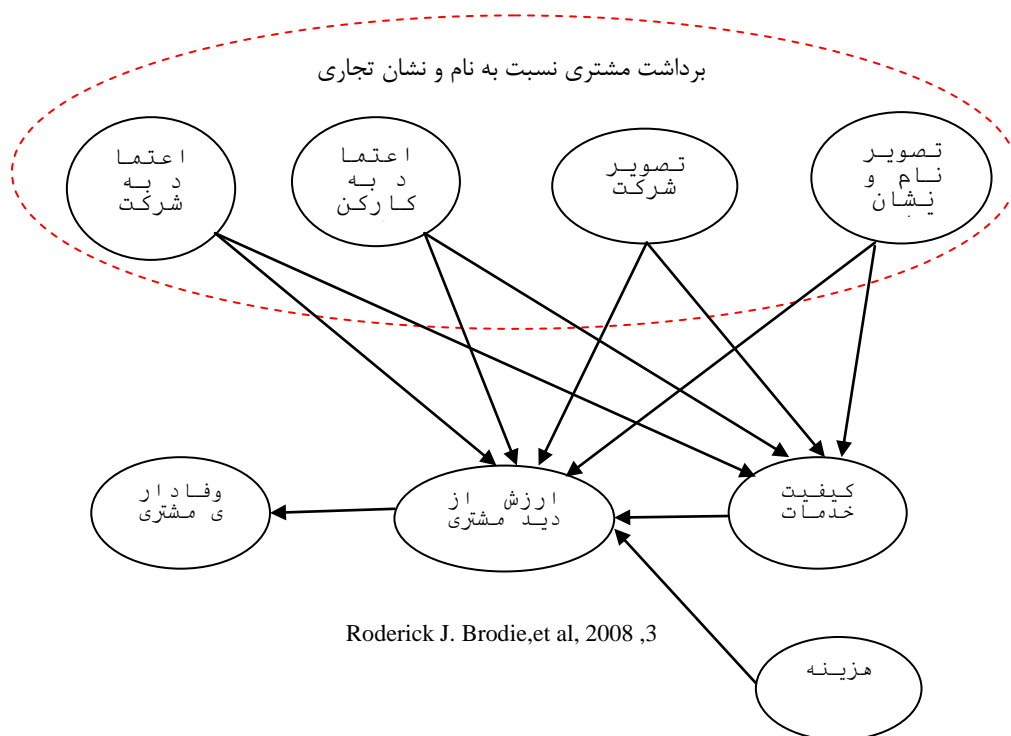 برداشت مشتری نسبت به نام و نشان تجاری
تصویر
نام و
نشان
تصویر
شرکت
اعتما
د به
کارکن
اعتما
د به
شرکت
کیفیت
خدمات
ارزش از
دید مشتری
وفادار
ی مشتری
Roderick J. Brodie,et al, 2008 ,3
هزینه